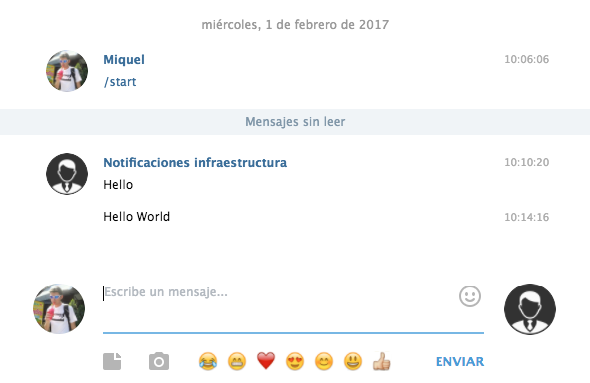 miércoles, 1 de febrero de 2017
Miquel 10:06:06
/start
Mensajes sin leer
Notificaciones infraestructura 10:10:20
Hello
Hello World 10:14:16
Escribe un mensaje...
ENVIAR